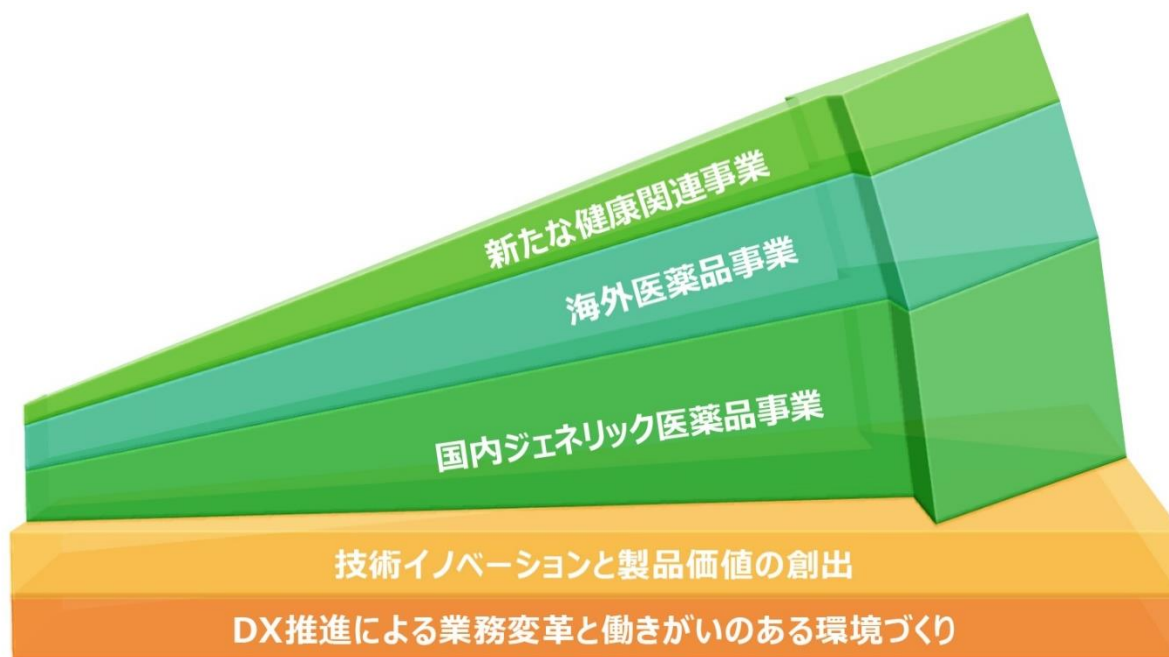 新たな健康関連事業
海外医薬品事業
国内ジェネリック医薬品事業
技術イノベーションと製品価値の創出
DX推進による業務変革と働きがいのある環境づくり